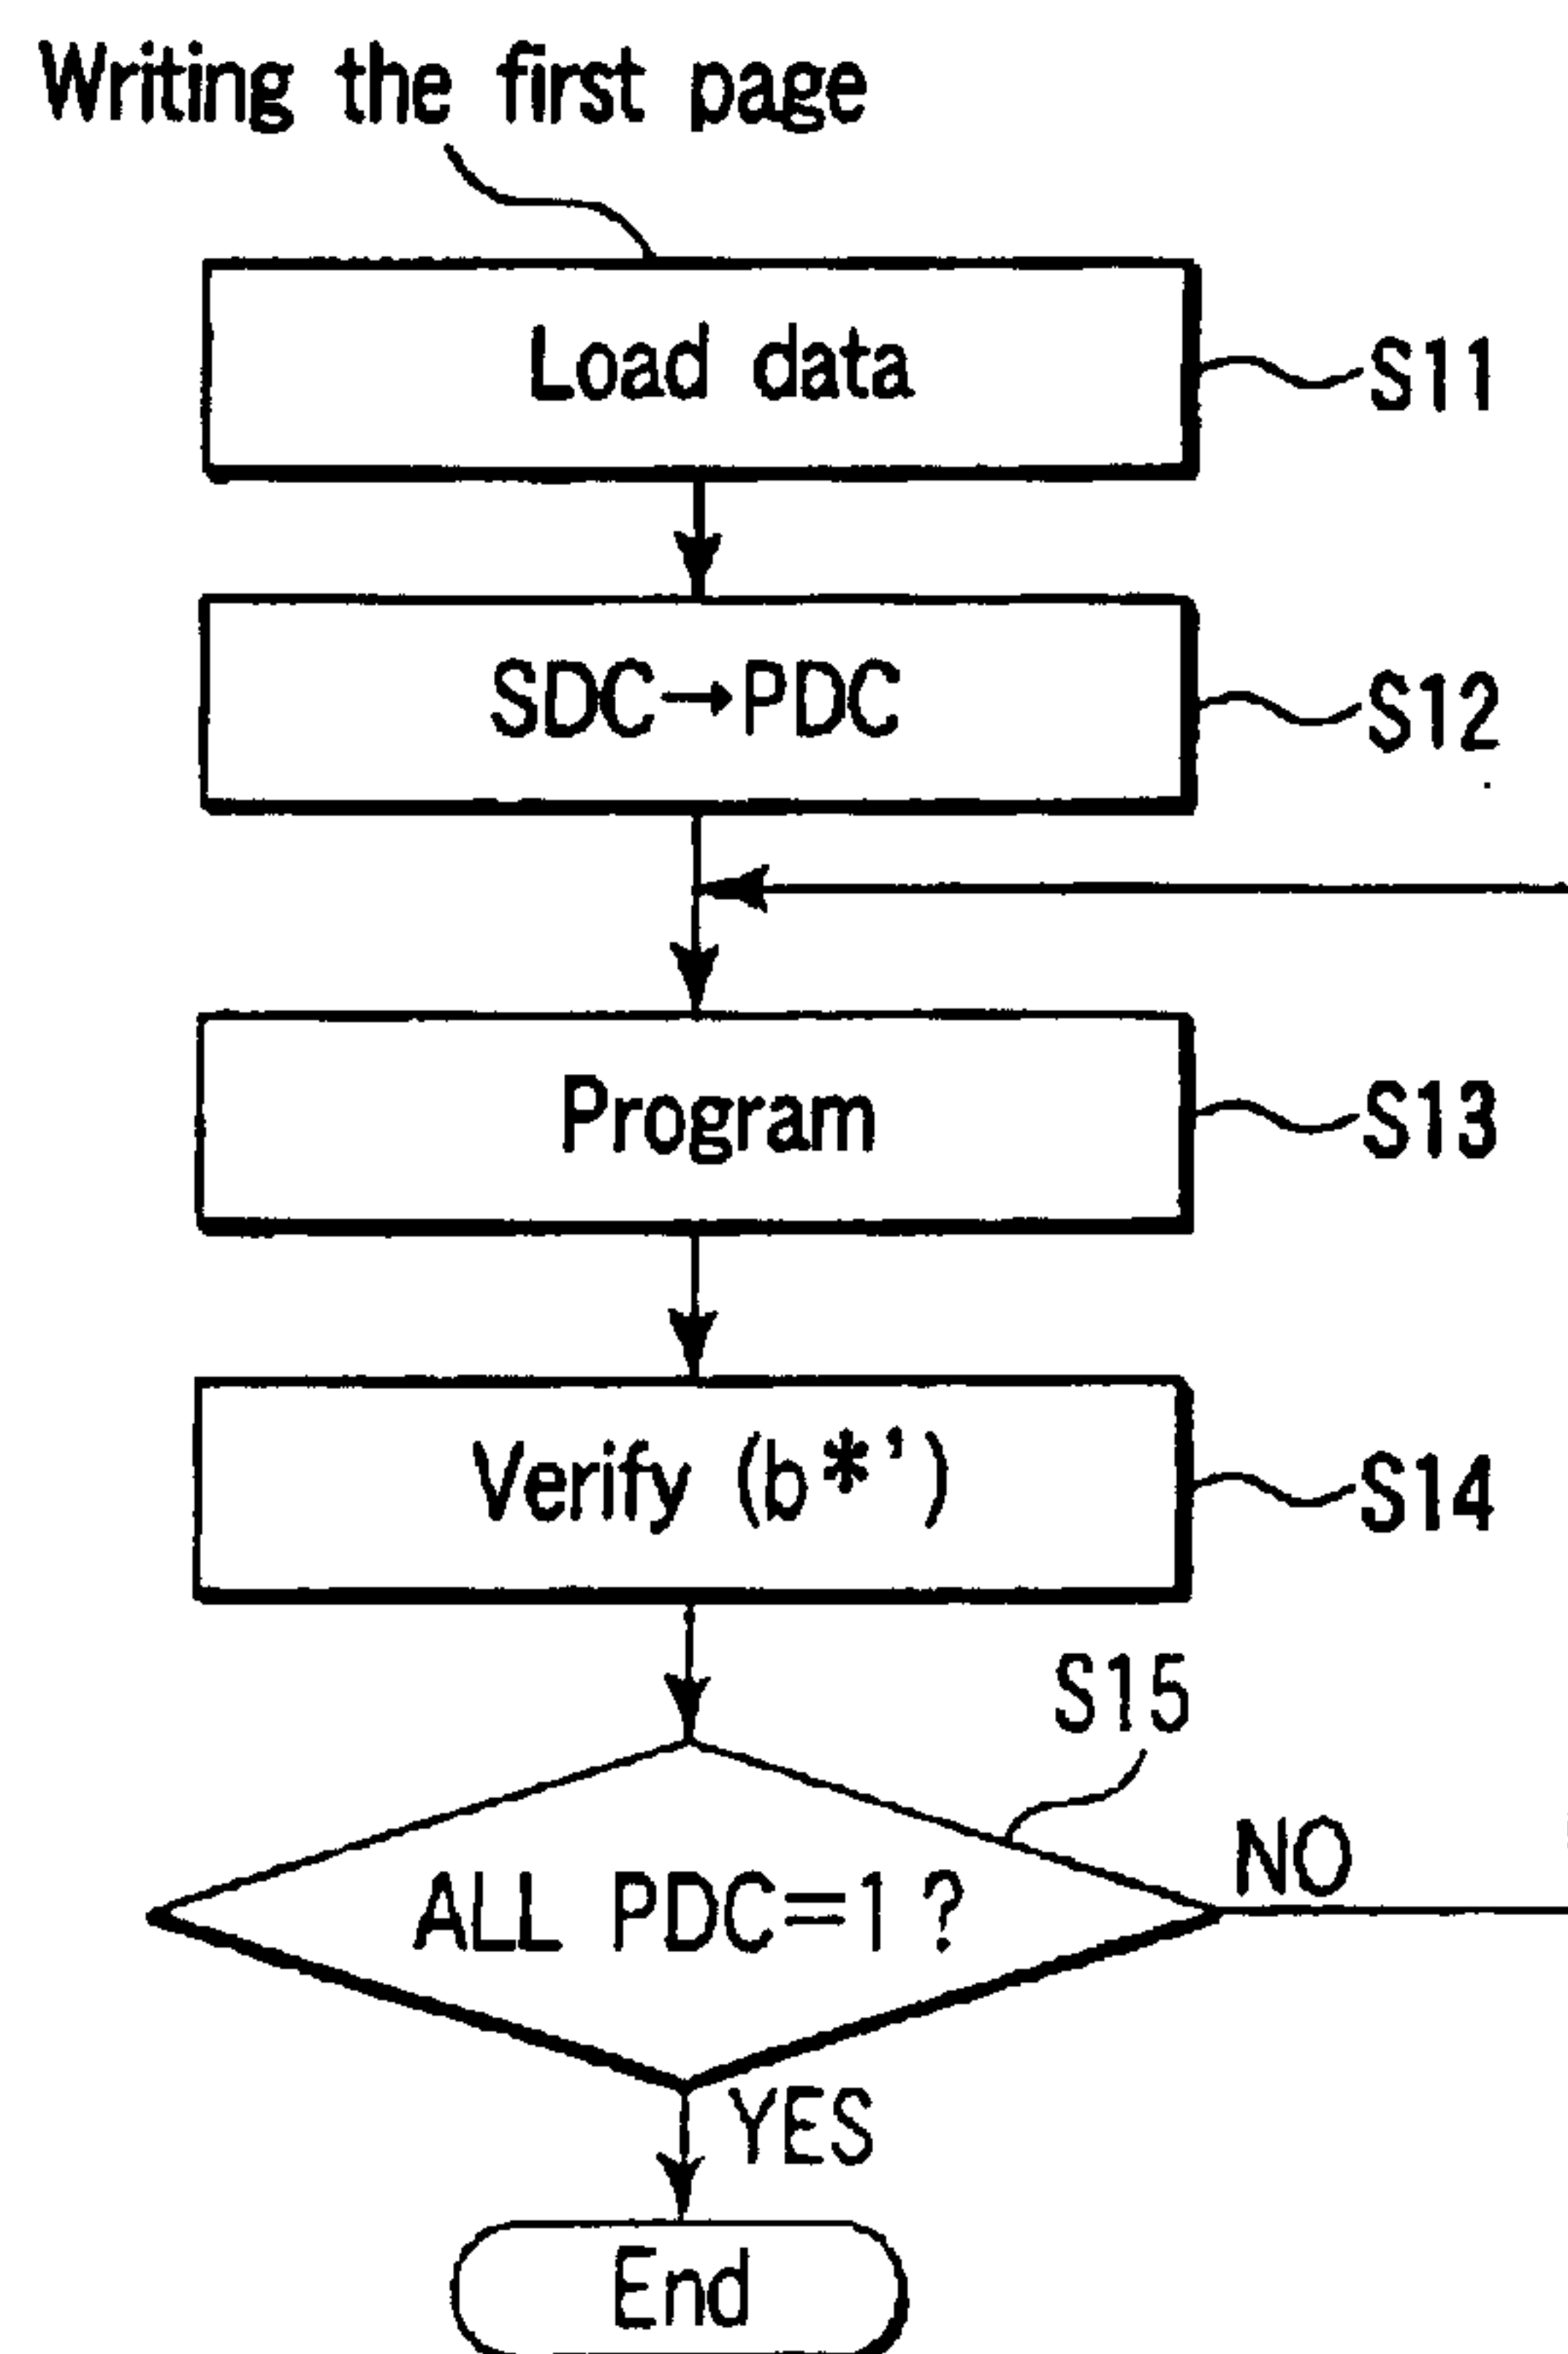 Writing the first page
Load data
S11
SDC→PDC
S12
Program
S13
Verify (b*')
S14
S15
ALL PDC=1 ?
NO
YES
End